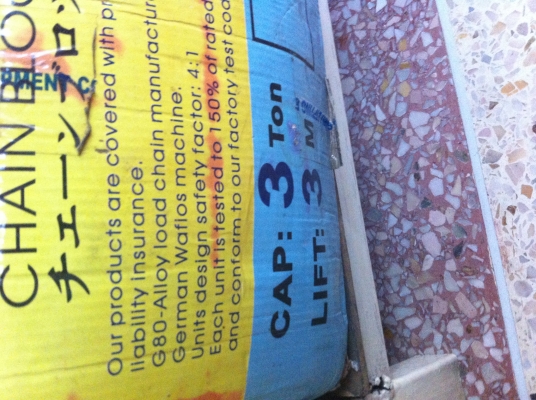 CHAIN BLO
チェーンブロッ
Our products are covered with pr
liability insurance.
G80-Alloy load chain manufactur
German Waflos machine.
Units design safety factor: 4:1
Each unit is tested to 150% of rated
and conform to our factory test
CAP: 3 Ton
LIFT: 3 M